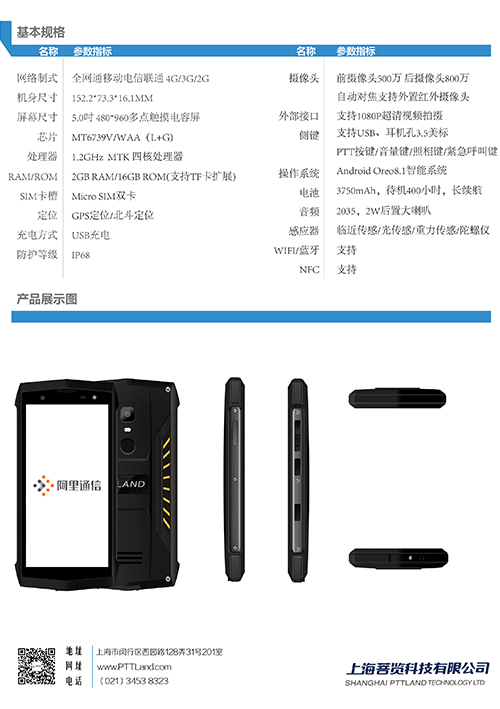 基本规格
名称 参数指标
网络制式 全网通移动电信联通 4G/3G/2G
机身尺寸 152.2*73.3*16.1MM
屏幕尺寸 5.0吋 480*960多点触摸电容屏
芯片 MT6739V/WAA（L+G)
处理器 1.2GHz MTK 四核处理器
RAM/ROM 2GB RAM/16GB ROM(支持TF卡扩展)
SIM卡槽 Micro SIM双卡
定位 GPS定位/北斗定位
充电方式 USB充电
防护等级 IP68
名称 参数指标
摄像头 前摄像头500万 后摄像头800万
自动对焦支持外置红外摄像头
外部接口 支持1080P超清视频拍摄
侧键 支持USB、耳机孔3.5美标
PTT按键/音量键/照相键/紧急呼叫键
操作系统 Android Oreo8.1智能系统
电池 3750mAh，待机400小时，长续航
音频 2035，2W后置大喇叭
感应器 临近传感/光传感/重力传感/陀螺仪
WIFI/蓝牙 支持
NFC 支持
产品展示图
阿里通信
LAND
地址 上海市闵行区西园路128弄31号201室
网址 www.PTTLand.com
电话 （021）3453 8323
上海菩览科技有限公司
SHANGHAI PTTLAND TECHNOLOGY LTD.